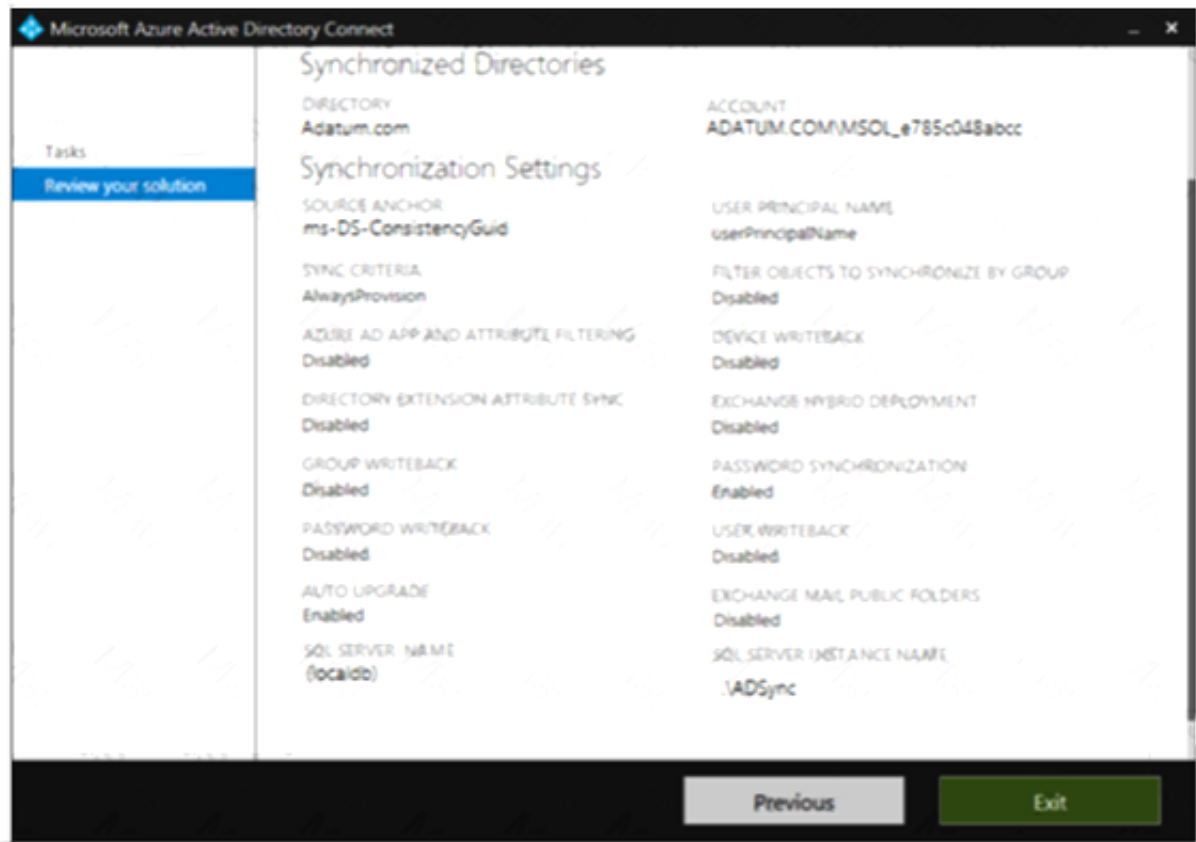 Microsoft Azure Active Directory Connect
Tasks
Review your solution
Synchronized Directories
DIRECTORY
Adatum.com
ACCOUNT
ADATUM.COM\MSOL_e785c048abcc
Synchronization Settings
SOURCE ANCHOR
ms-DS-ConsistencyGuid
USER PRINCIPAL NAME
userPrincipalName
SYNC CRITERIA
AlwaysProvision
FILTER OBJECTS TO SYNCHRONIZE BY GROUP
Disabled
AZURE AD APP AND ATTRIBUTE FILTERING
Disabled
DEVICE WRITEBACK
Disabled
DIRECTORY EXTENSION ATTRIBUTE SYNC
Disabled
EXCHANGE HYBRID DEPLOYMENT
Disabled
GROUP WRITEBACK
Disabled
PASSWORD SYNCHRONIZATION
Enabled
PASSWORD WRITEBACK
Disabled
USER WRITEBACK
Disabled
AUTO UPGRADE
Enabled
EXCHANGE MAIL PUBLIC FOLDERS
Disabled
SQL SERVER NAME
(localdb)
SQL SERVER INSTANCE NAME
.\ADSync
Previous
Exit